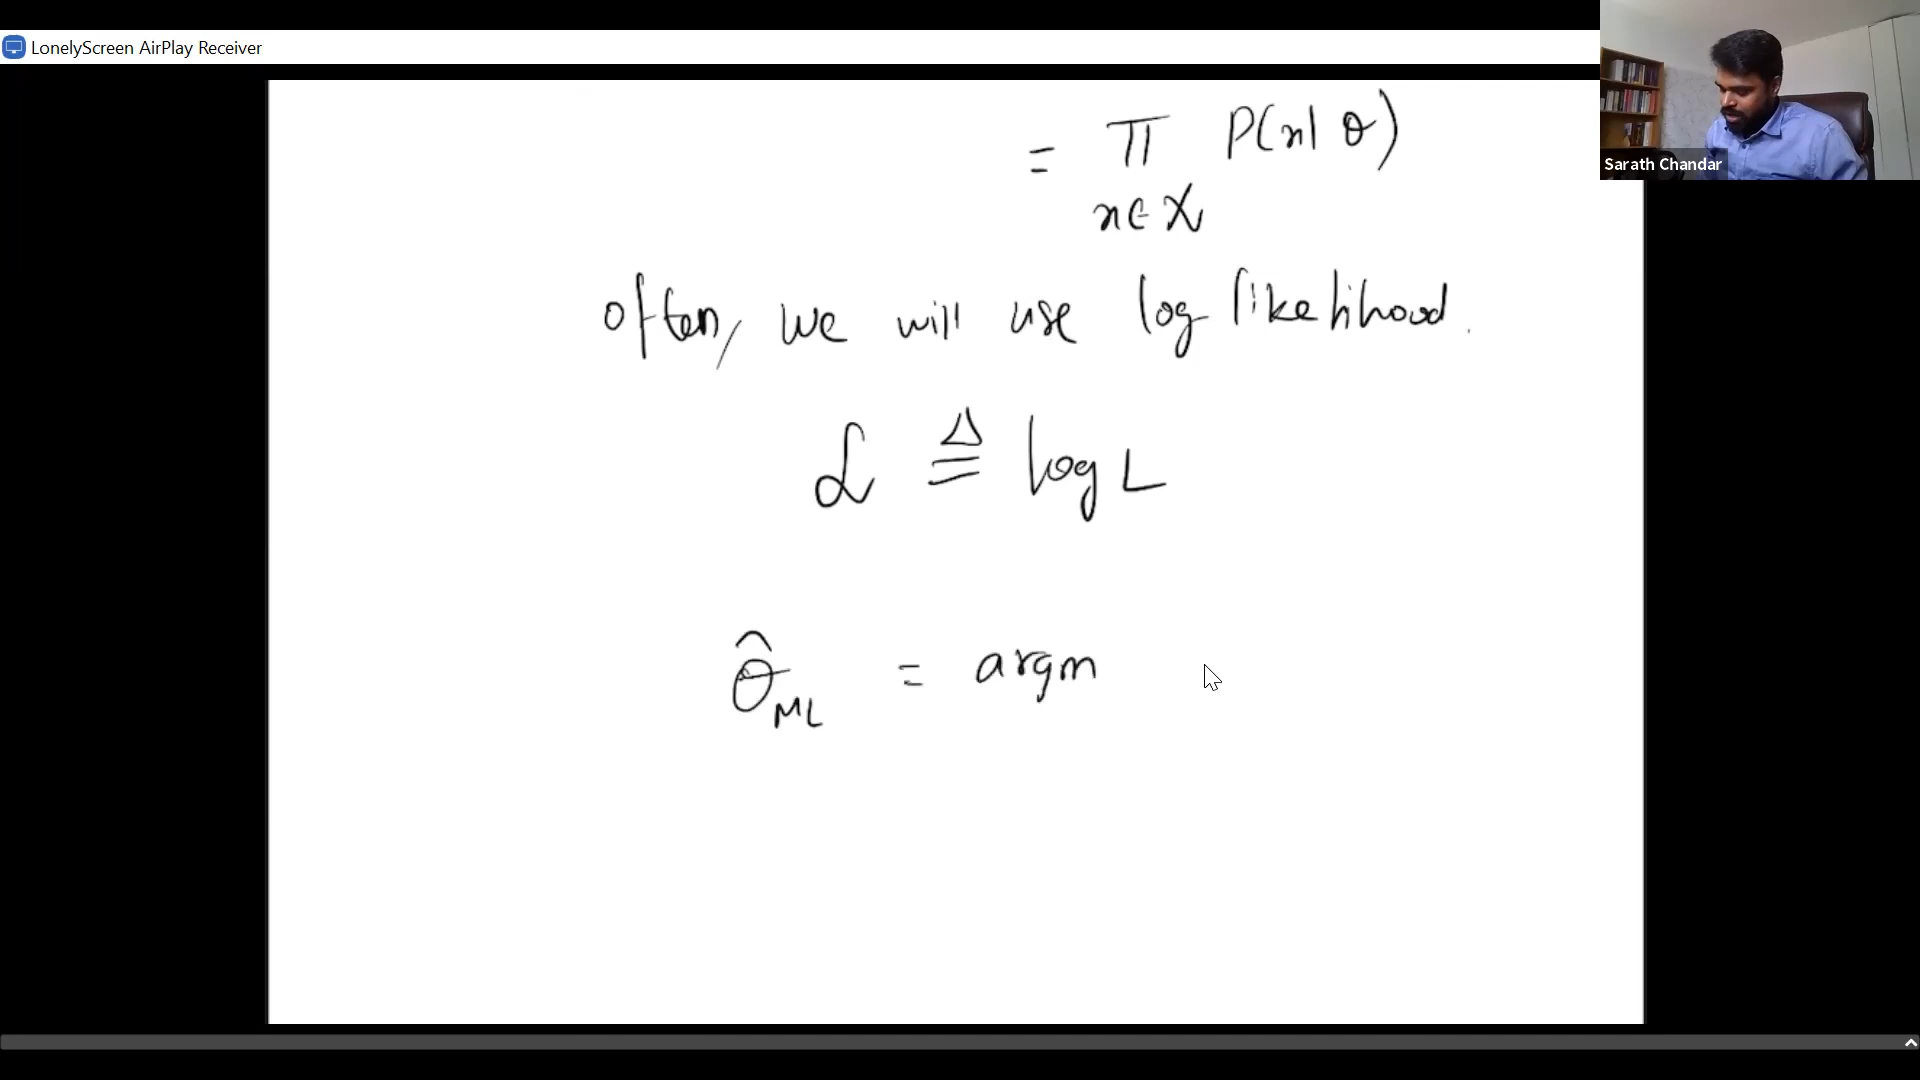 LonelyScreen AirPlay Receiver
Sarath Chandar
= Π P(x|θ)
x∈X
often, we will use log likelihood.
ℒ ≜ log L
θ̂_ML = argm